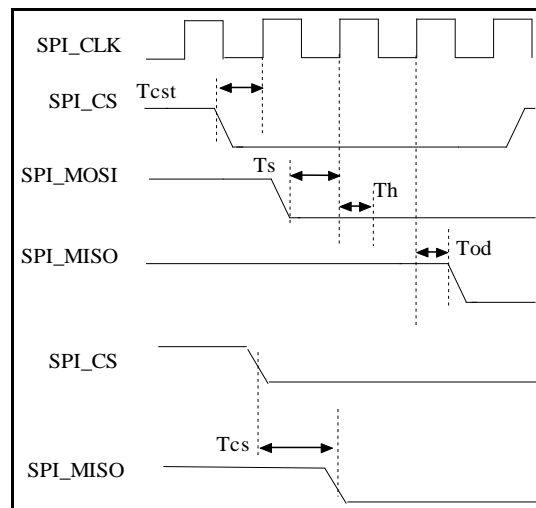 SPI_CLK
Tcst
SPI_CS
Ts
SPI_MOSI
Th
SPI_MISO
Tod
SPI_CS
Tcs
SPI_MISO